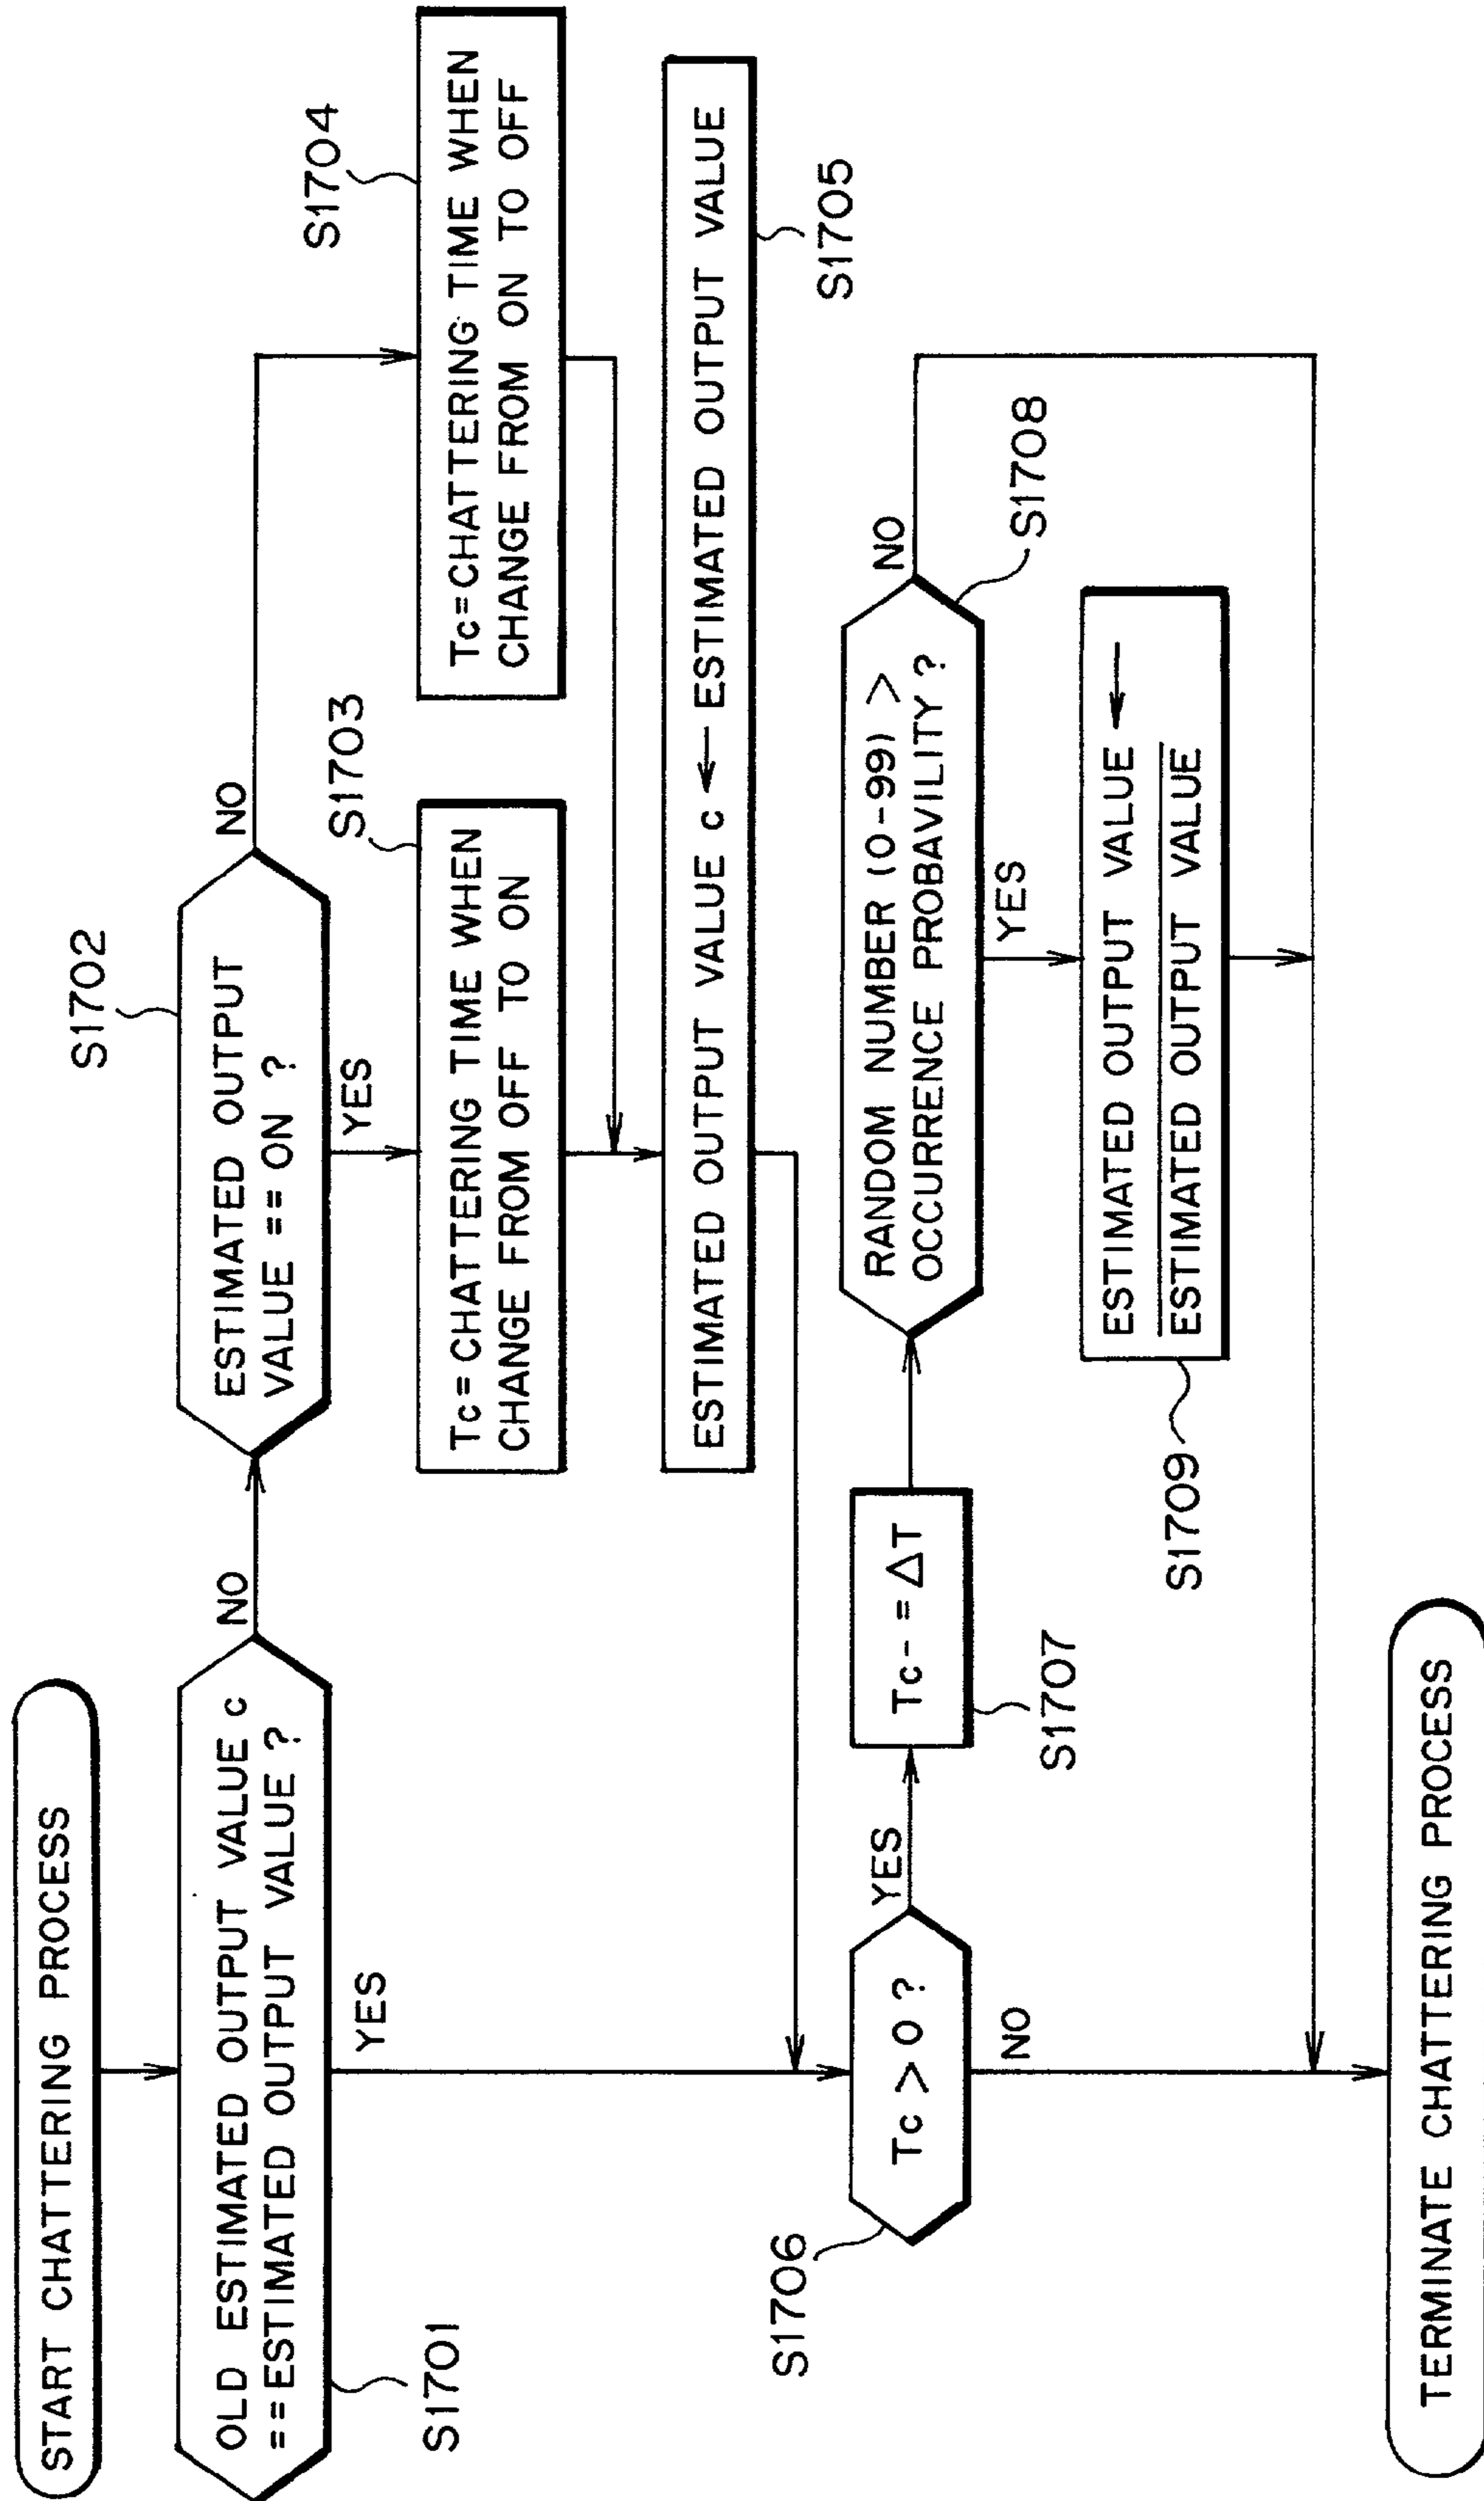 START CHATTERING PROCESS
OLD ESTIMATED OUTPUT VALUE c
==ESTIMATED OUTPUT VALUE ?
S1701
NO
YES
S1702
ESTIMATED OUTPUT
VALUE == ON ?
NO
YES
S1703
Tc=CHATTERING TIME WHEN
CHANGE FROM OFF TO ON
S1704
Tc=CHATTERING TIME WHEN
CHANGE FROM ON TO OFF
ESTIMATED OUTPUT VALUE c ← ESTIMATED OUTPUT VALUE
S1705
S1706
Tc > 0 ?
YES
NO
Tc- = ΔT
S1707
RANDOM NUMBER (0-99) >
OCCURRENCE PROBAVILITY ?
NO
S1708
YES
ESTIMATED OUTPUT VALUE ←
ESTIMATED OUTPUT VALUE
S1709
TERMINATE CHATTERING PROCESS